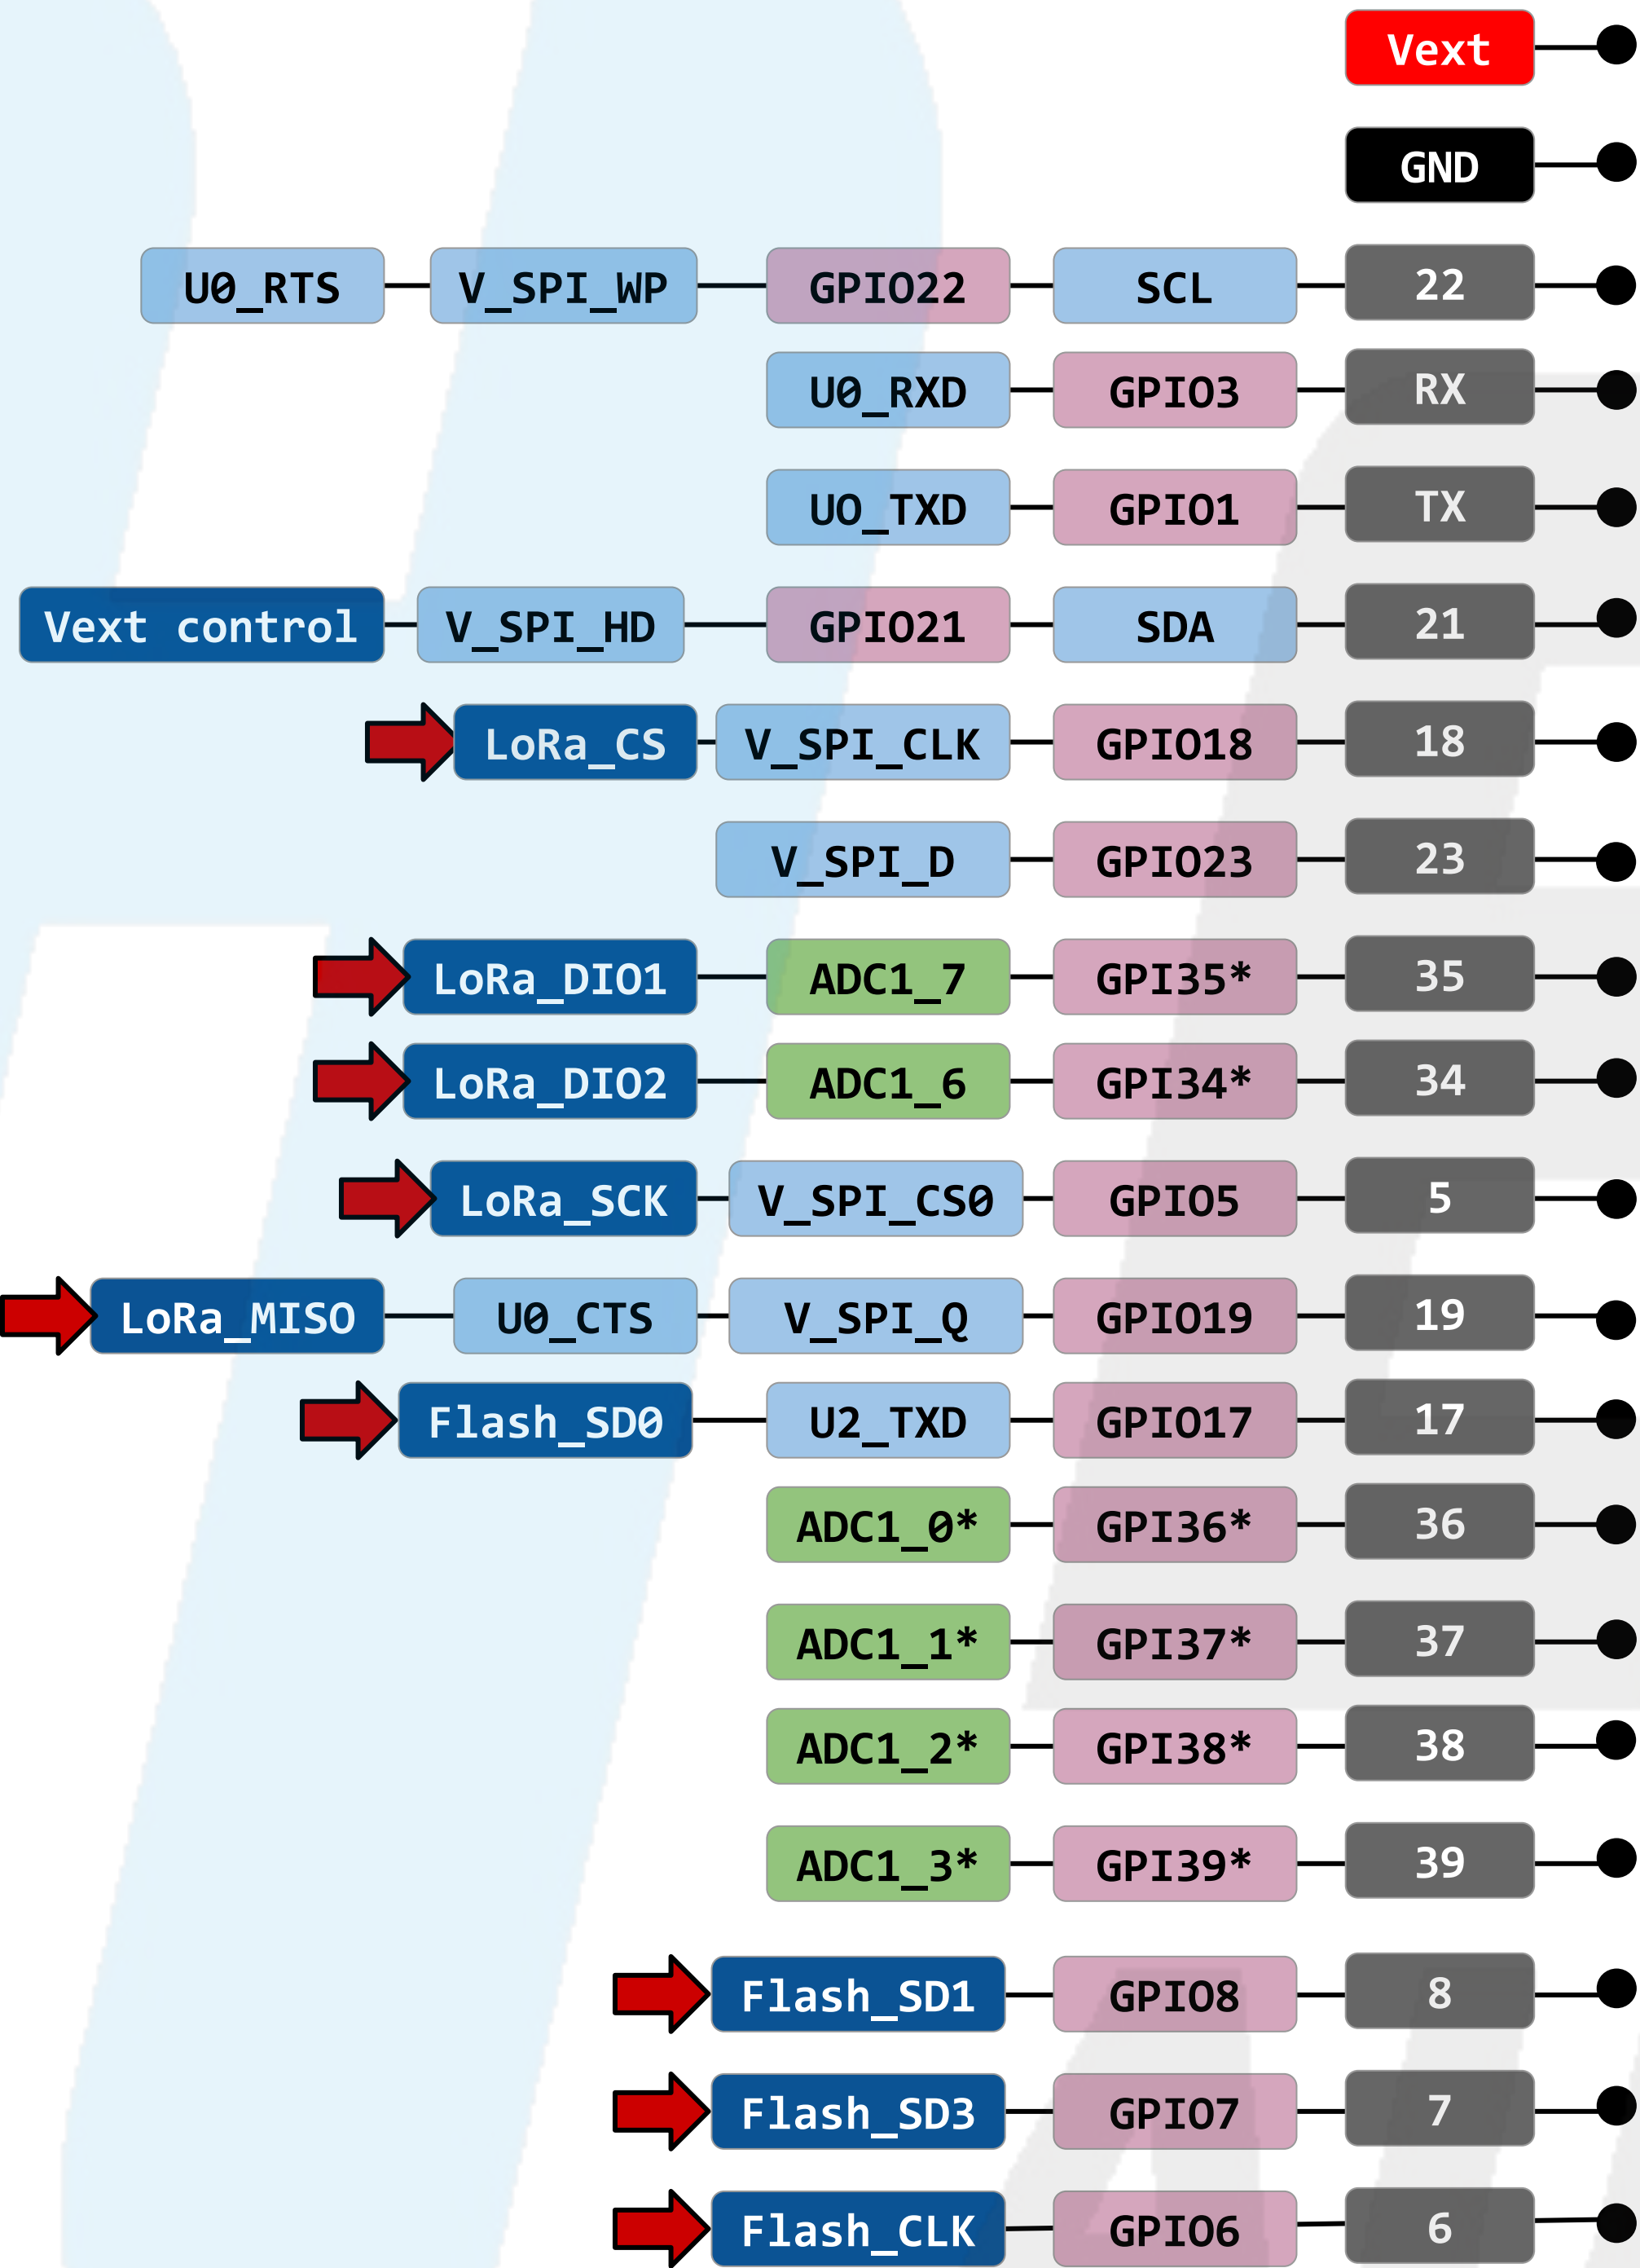 Vext
GND
U0_RTS V_SPI_WP GPIO22 SCL 22
U0_RXD GPIO3 RX
UO_TXD GPIO1 TX
Vext control V_SPI_HD GPIO21 SDA 21
LoRa_CS V_SPI_CLK GPIO18 18
V_SPI_D GPIO23 23
LoRa_DIO1 ADC1_7 GPI35* 35
LoRa_DIO2 ADC1_6 GPI34* 34
LoRa_SCK V_SPI_CS0 GPIO5 5
LoRa_MISO U0_CTS V_SPI_Q GPIO19 19
Flash_SD0 U2_TXD GPIO17 17
ADC1_0* GPI36* 36
ADC1_1* GPI37* 37
ADC1_2* GPI38* 38
ADC1_3* GPI39* 39
Flash_SD1 GPIO8 8
Flash_SD3 GPIO7 7
Flash_CLK GPIO6 6